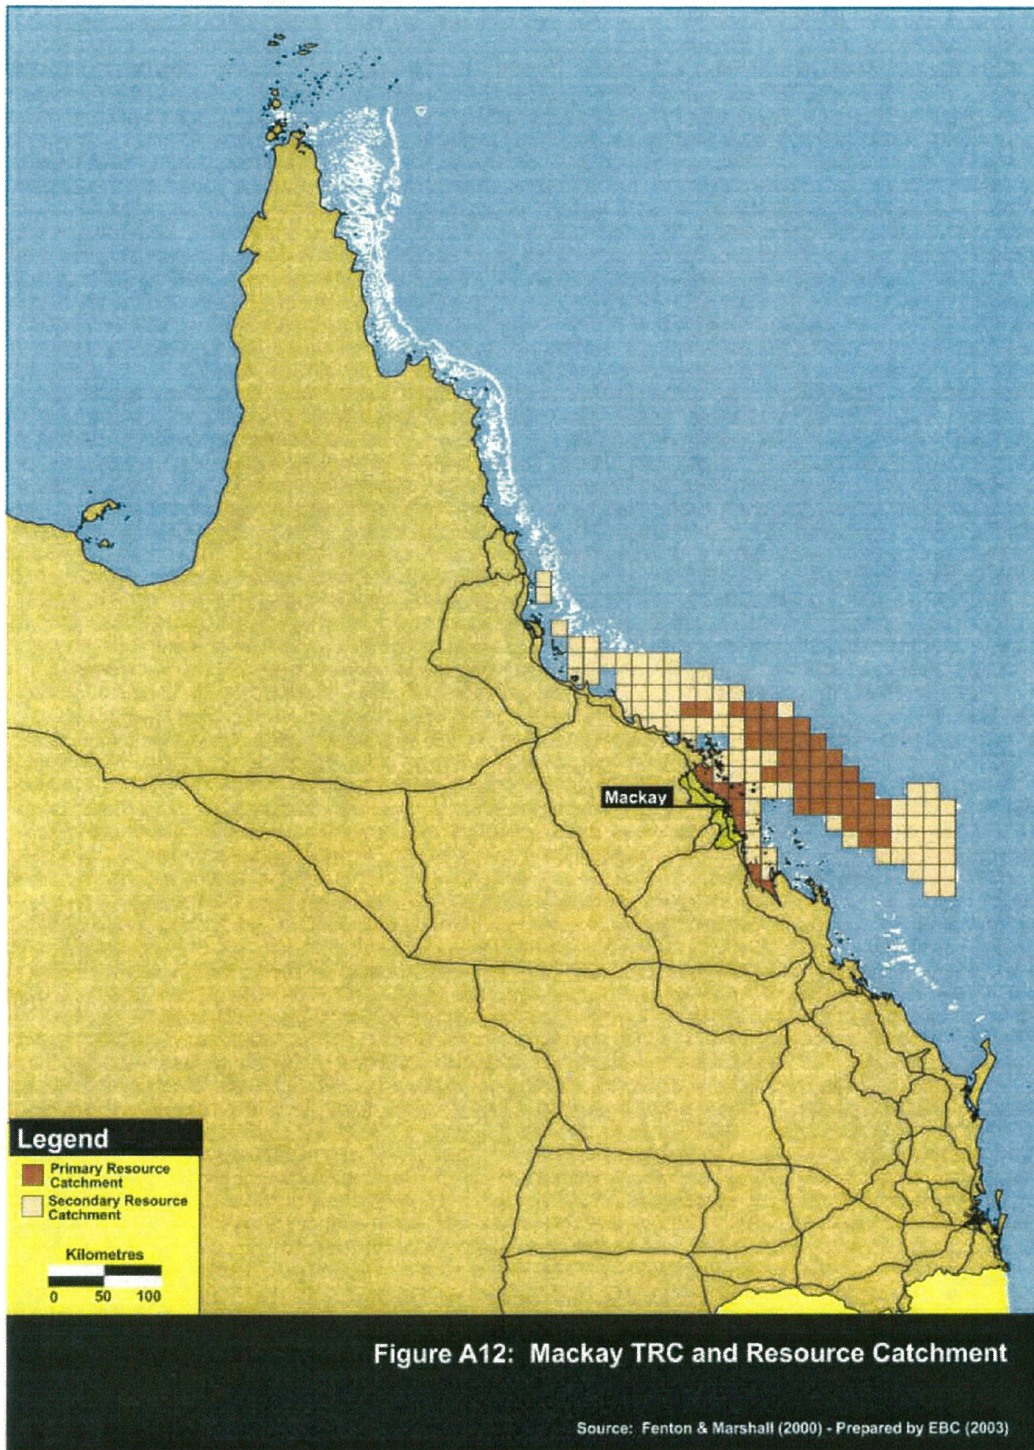 Mackay
Legend
Primary Resource
Catchment
Secondary Resource
Catchment
Kilometres
0 50 100
Figure A12: Mackay TRC and Resource Catchment
Source: Fenton & Marshall (2000) - Prepared by EBC (2003)